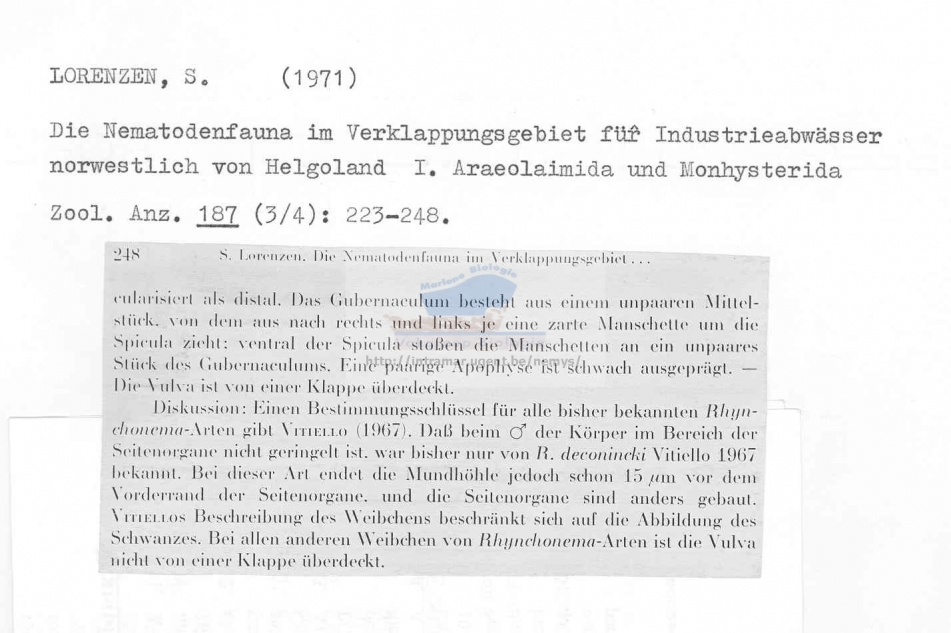 LORENZEN, S. (1971)
Die Nematodenfauna im Verklappungsgebiet für Industrieabwässer
norwestlich von Helgoland I. Araeolaimida und Monhysterida
Zool. Anz. 187 (3/4): 223-248.
248 S. Lorenzen, Die Nematodenfauna im Verklappungsgebiet . . .
Marine Biologie
cularisiert als distal. Das Gubernaculum besteht aus einem unpaaren Mittel-
stück, von dem aus nach rechts und links je eine zarte Manschette um die
Spicula zieht; ventral der Spicula stoßen die Manschetten an ein unpaares
http://intramar.ugent.be/nemys/
Stück des Gubernaculums. Eine paarige Apophyse ist schwach ausgeprägt. —
Die Vulva ist von einer Klappe überdeckt.
Diskussion: Einen Bestimmungsschlüssel für alle bisher bekannten Rhyn-
chonema-Arten gibt VITIELLO (1967). Daß beim ♂ der Körper im Bereich der
Seitenorgane nicht geringelt ist, war bisher nur von R. deconincki Vitiello 1967
bekannt. Bei dieser Art endet die Mundhöhle jedoch schon 15 µm vor dem
Vorderrand der Seitenorgane, und die Seitenorgane sind anders gebaut.
VITIELLOS Beschreibung des Weibchens beschränkt sich auf die Abbildung des
Schwanzes. Bei allen anderen Weibchen von Rhynchonema-Arten ist die Vulva
nicht von einer Klappe überdeckt.